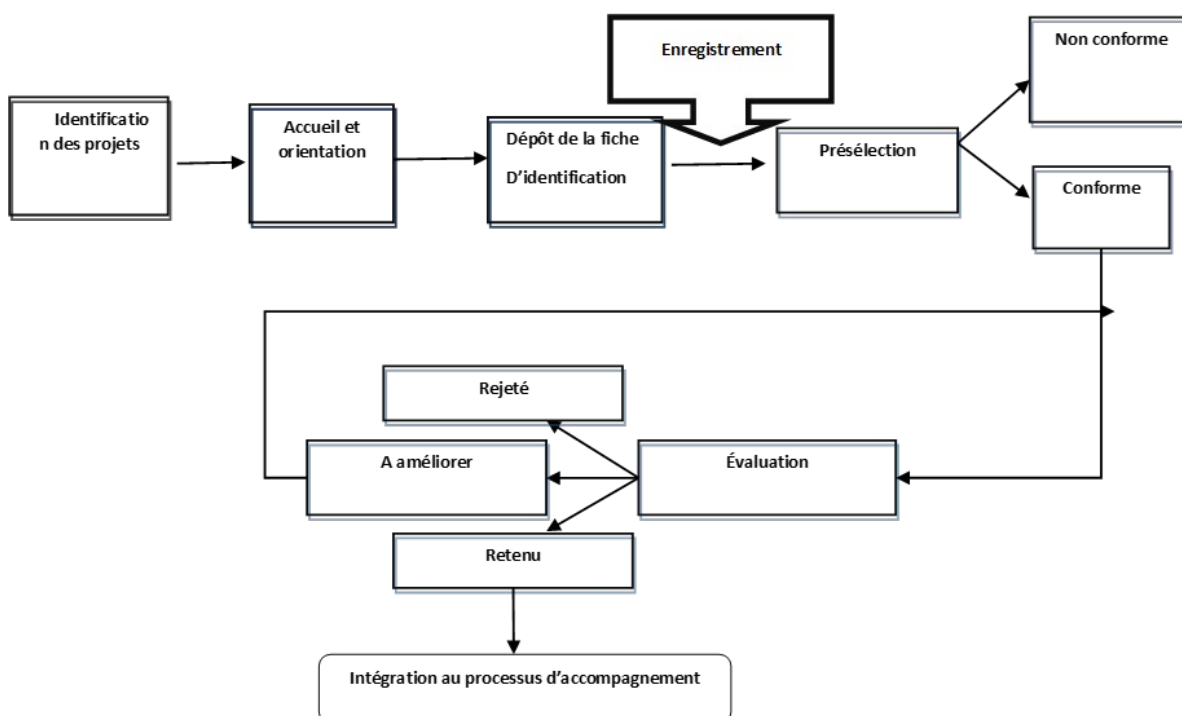 Enregistrement
Non conforme
Identificatio
n des projets
Accueil et
orientation
Dépôt de la fiche
D’identification
Présélection
Conforme
Rejeté
A améliorer
Évaluation
Retenu
Intégration au processus d’accompagnement